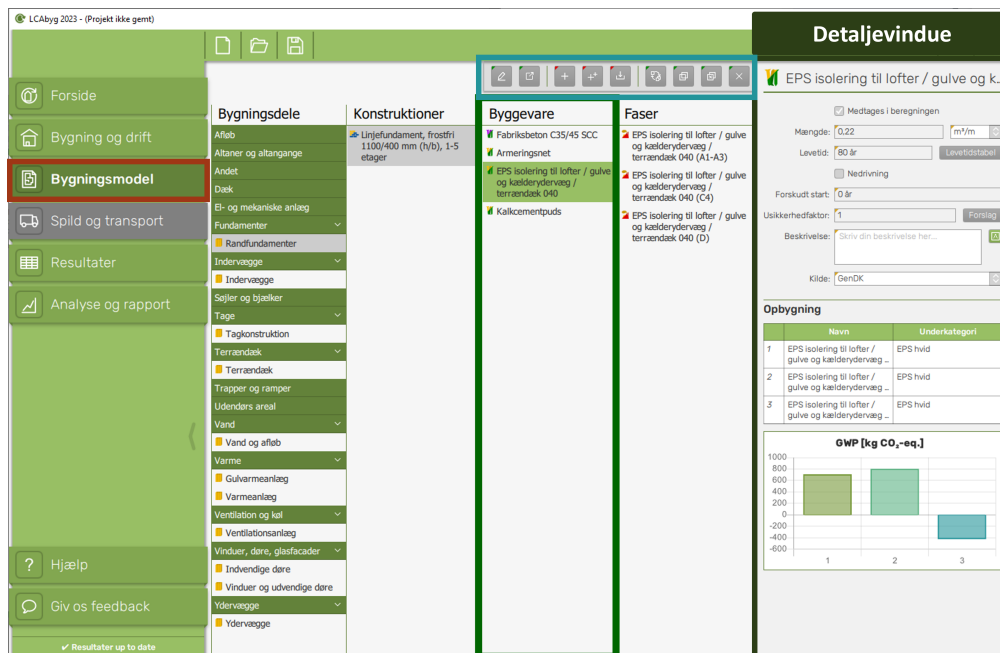 LCAbyg 2023 - (Projekt ikke gemt)
Detaljevindue
Forside
Bygning og drift
Bygningsmodel
Spild og transport
Resultater
Analyse og rapport
Hjælp
Giv os feedback
✔ Resultater up to date
Bygningsdele
Afløb
Altaner og altangange
Andet
Dæk
El- og mekaniske anlæg
Fundamenter
Randfundamenter
Indervægge
Indervægge
Søjler og bjælker
Tage
Tagkonstruktion
Terrændæk
Terrændæk
Trapper og ramper
Udendørs areal
Vand
Vand og afløb
Varme
Gulvarmeanlæg
Varmeanlæg
Ventilation og køl
Ventilationsanlæg
Vinduer, døre, glasfacader
Indvendige døre
Vinduer og udvendige døre
Ydervægge
Ydervægge
Konstruktioner
Linjefundament, frostfri
1100/400 mm (h/b), 1-5
etager
Byggevare
Fabriksbeton C35/45 SCC
Armeringsnet
EPS isolering til lofter / gulve
og kælderydervæg /
terrændæk 040
Kalkcementpuds
Faser
EPS isolering til lofter / gulve
og kælderydervæg /
terrændæk 040 (A1-A3)
EPS isolering til lofter / gulve
og kælderydervæg /
terrændæk 040 (C4)
EPS isolering til lofter / gulve
og kælderydervæg /
terrændæk 040 (D)
EPS isolering til lofter / gulve og k...
Medtages i beregningen
Mængde: 0,22 m³/m
Levetid: 80 år Levetidstabel
Nedrivning
Forskudt start: 0 år
Usikkerhedfaktor: 1 Forslag
Beskrivelse: Skriv din beskrivelse her...
Kilde: GenDK
Opbygning
Navn Underkategori
1 EPS isolering til lofter / EPS hvid
gulve og kælderydervæg ...
2 EPS isolering til lofter / EPS hvid
gulve og kælderydervæg ...
3 EPS isolering til lofter / EPS hvid
gulve og kælderydervæg ...
GWP [kg CO₂-eq.]
1000
800
600
400
200
0
-200
-400
-600
1 2 3